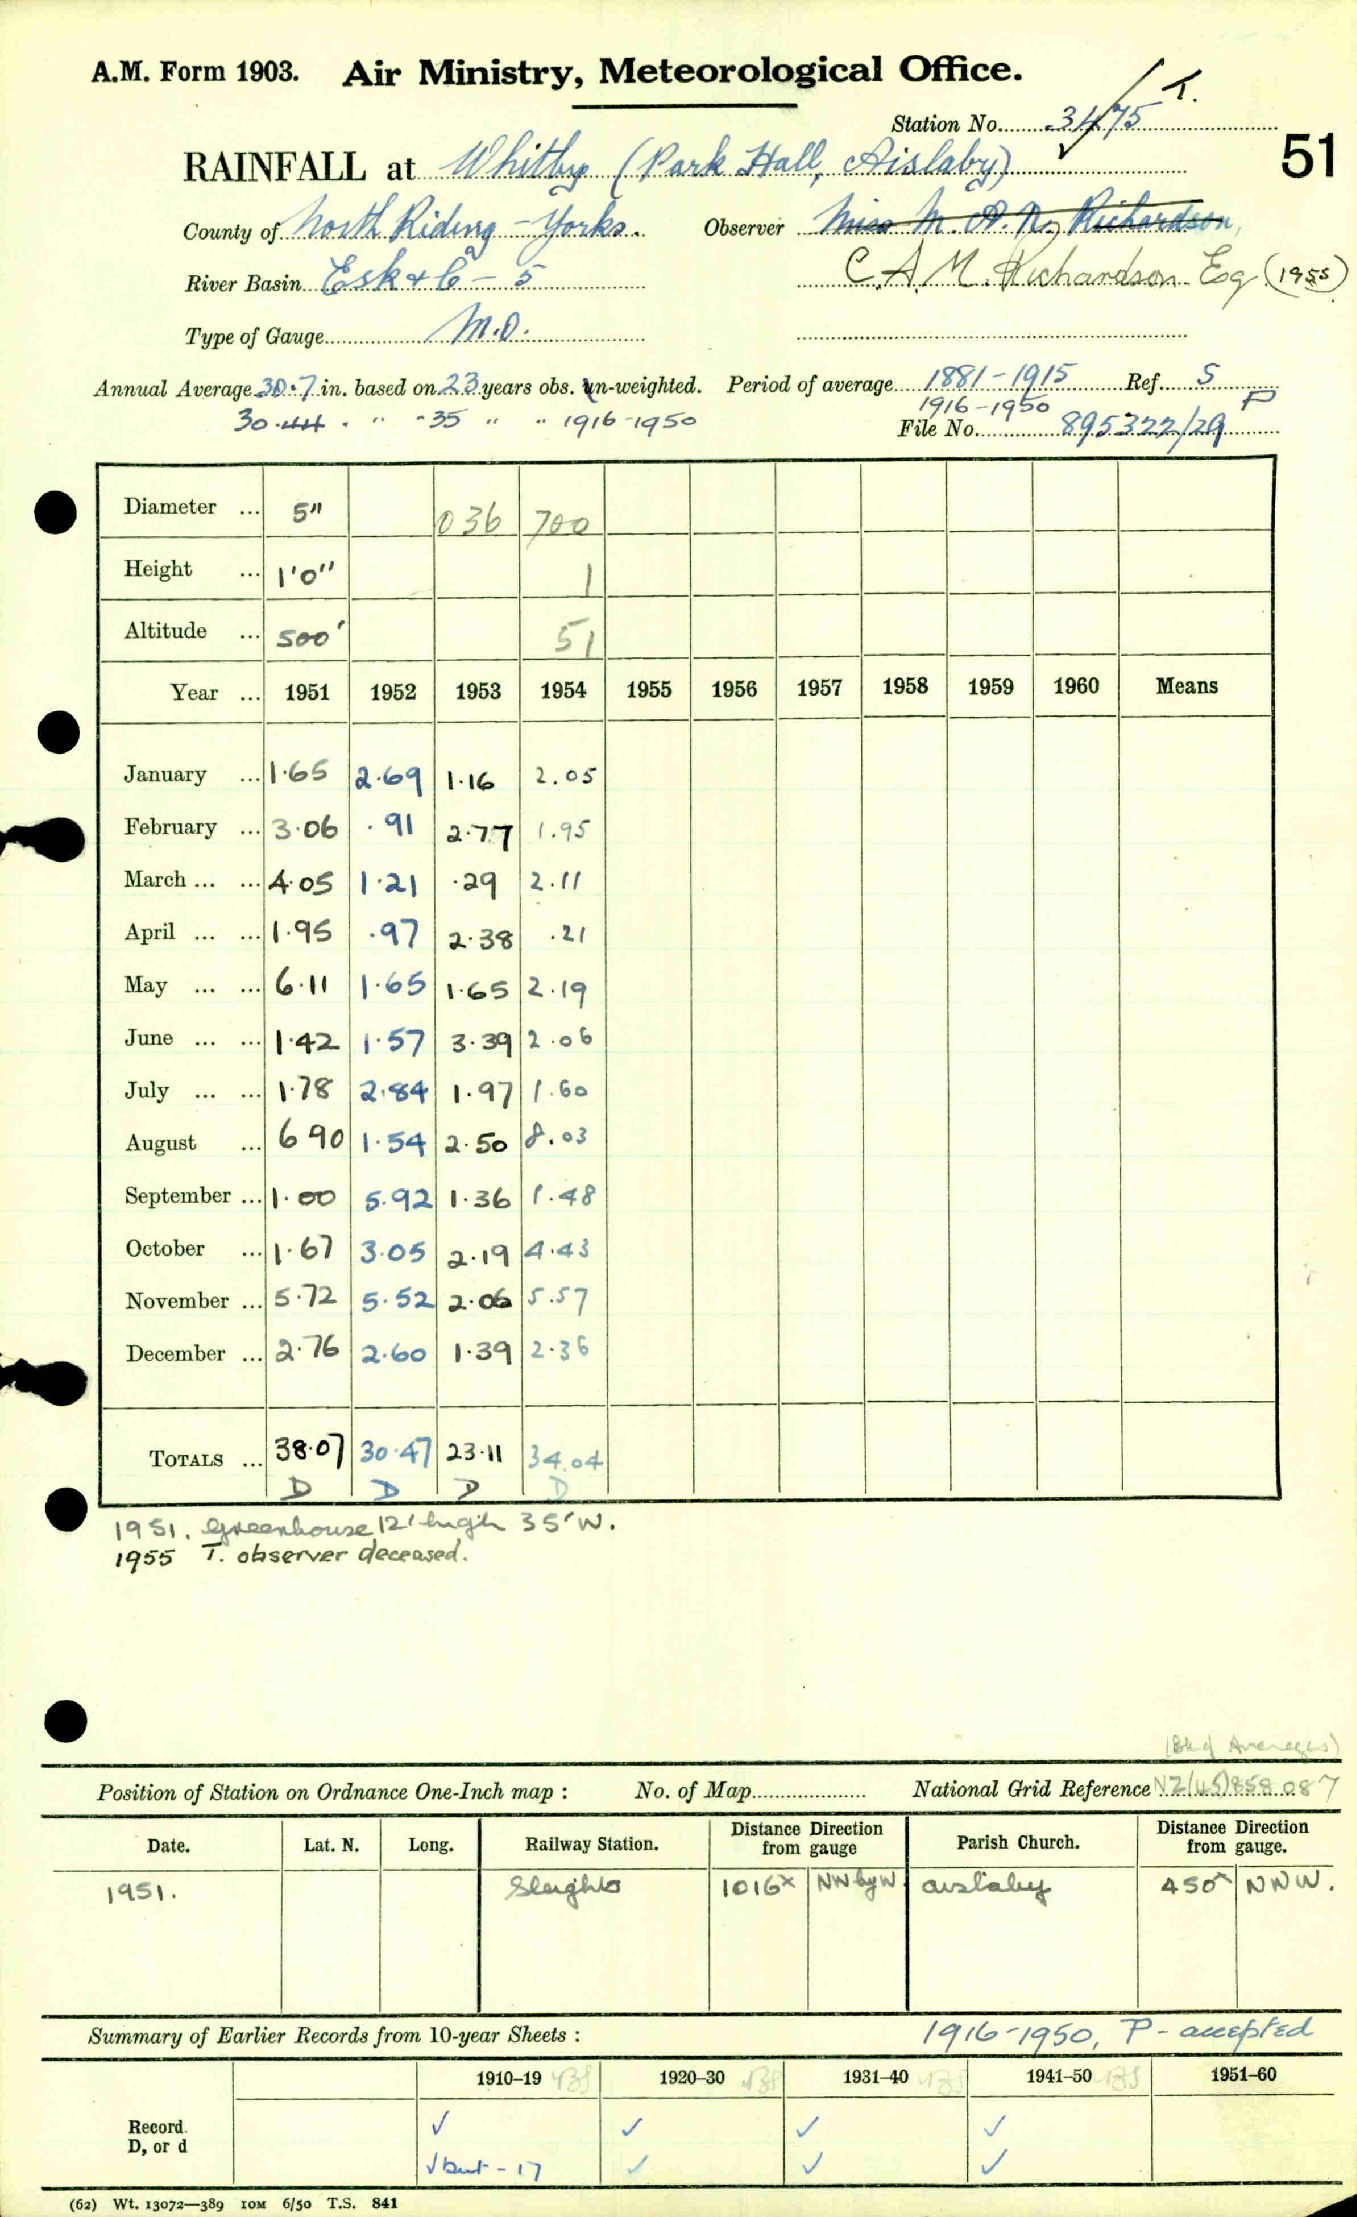 A.M. Form 1903. Air Ministry, Meteorological Office.
T.
Station No. 3475
51
RAINFALL at Whitby (Park Hall, Aislaby)
County of North Riding - Yorks. Observer Miss M. A. N. Richardson,
River Basin Esk & C - 5 C. A. M. Richardson Esq (1955)
Type of Gauge M.O.
Annual Average 30.7 in. based on 23 years obs. un-weighted. Period of average 1881-1915 Ref. S
30.44 . " - 35 " " 1916-1950 1916-1950 P
File No. 895322/29
Diameter ... 5" 036 700
Height ... 1'0" 1
Altitude ... 500' 51
Year ... 1951 1952 1953 1954 1955 1956 1957 1958 1959 1960 Means
January ... 1.65 2.69 1.16 2.05
February ... 3.06 .91 2.77 1.95
March ... ... 4.05 1.21 .29 2.11
April ... ... 1.95 .97 2.38 .21
May ... ... 6.11 1.65 1.65 2.19
June ... ... 1.42 1.57 3.39 2.06
July ... ... 1.78 2.84 1.97 1.60
August ... 6 90 1.54 2.50 8.03
September ... 1.00 5.92 1.36 1.48
October ... 1.67 3.05 2.19 4.43
November ... 5.72 5.52 2.06 5.57
December ... 2.76 2.60 1.39 2.36
TOTALS ... 38.07 30.47 23.11 34.04
D D D D
1951. Greenhouse 12' high 35' W.
1955 T. observer deceased.
(Bkd Averages)
Position of Station on Ordnance One-Inch map : No. of Map National Grid Reference NZ/(45)858.087
Date. Lat. N. Long. Railway Station. Distance Direction from gauge Parish Church. Distance Direction from gauge.
1951. Sleights 1016x NW by W. aislaby 450x NNW.
Summary of Earlier Records from 10-year Sheets : 1916-1950, P - accepted
1910–19 1920–30 1931–40 1941–50 1951–60
Record ✓ ✓ ✓ ✓
D, or d ✓ but - 17 ✓ ✓ ✓
(62) Wt. 13072—389 10M 6/50 T.S. 841